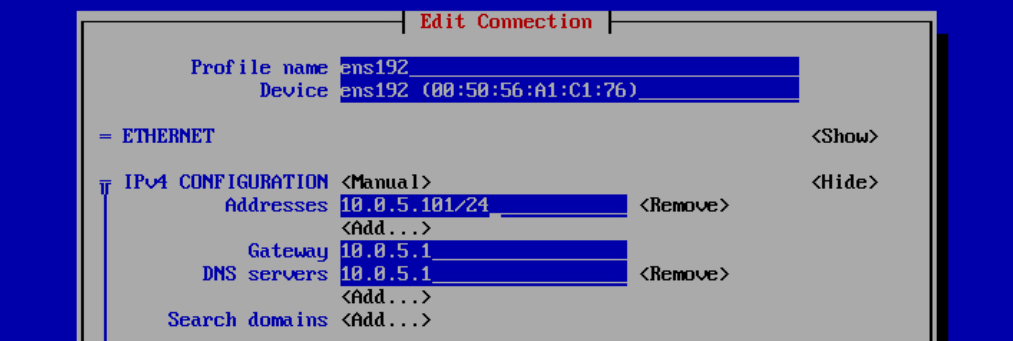 Edit Connection
Profile name ens192
Device ens192 (00:50:56:A1:C1:76)
= ETHERNET <Show>
IPv4 CONFIGURATION <Manual> <Hide>
Addresses 10.0.5.101/24 <Remove>
<Add...>
Gateway 10.0.5.1
DNS servers 10.0.5.1 <Remove>
<Add...>
Search domains <Add...>